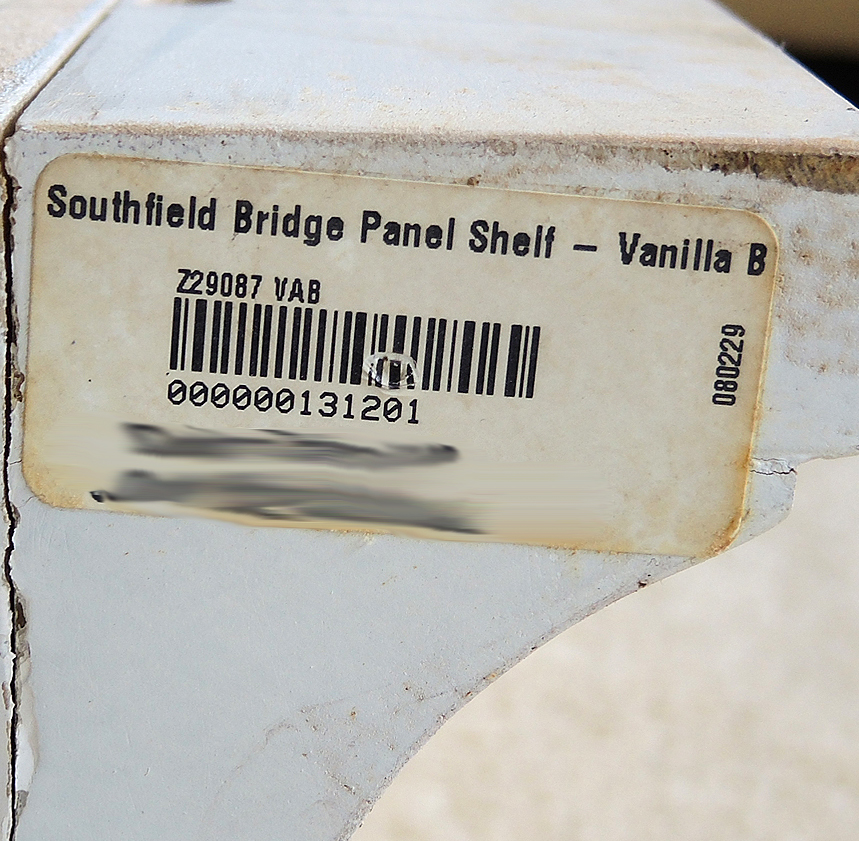 Southfield Bridge Panel Shelf – Vanilla B
Z29087 VAB
000000131201
080229